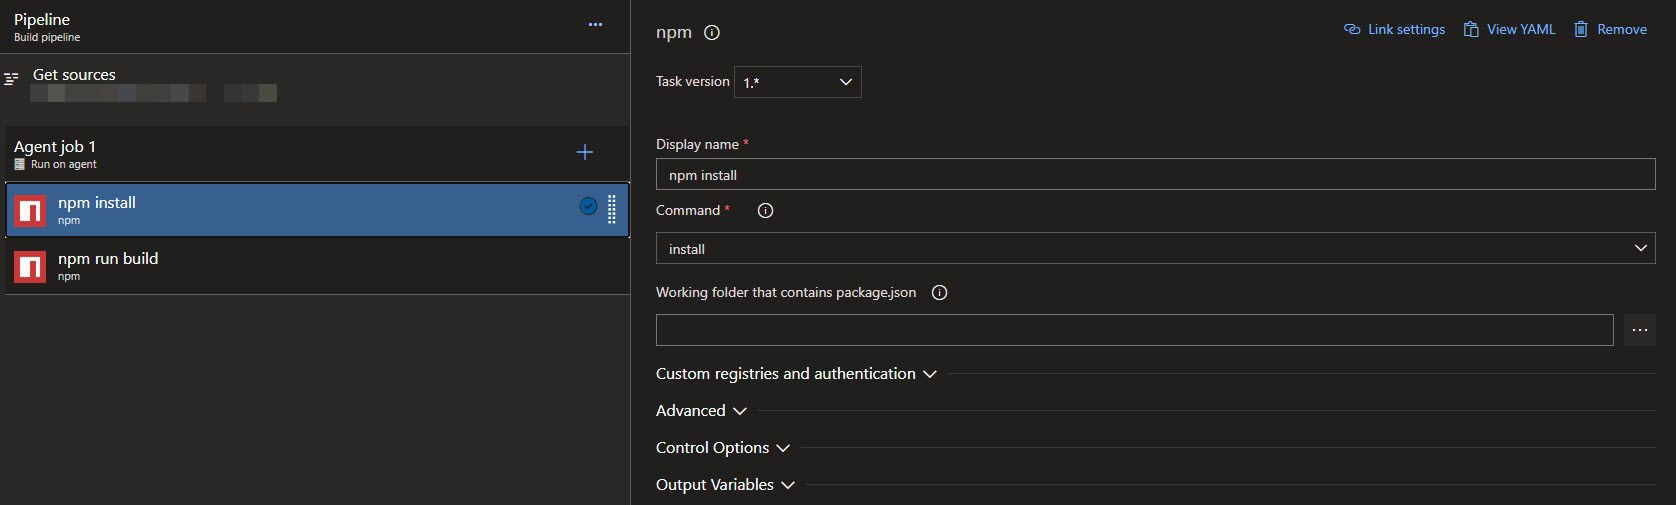 Pipeline
Build pipeline
Get sources
Agent job 1
Run on agent
npm install
npm
npm run build
npm
npm
Link settings
View YAML
Remove
Task version
1.*
Display name *
npm install
Command *
install
Working folder that contains package.json
Custom registries and authentication
Advanced
Control Options
Output Variables